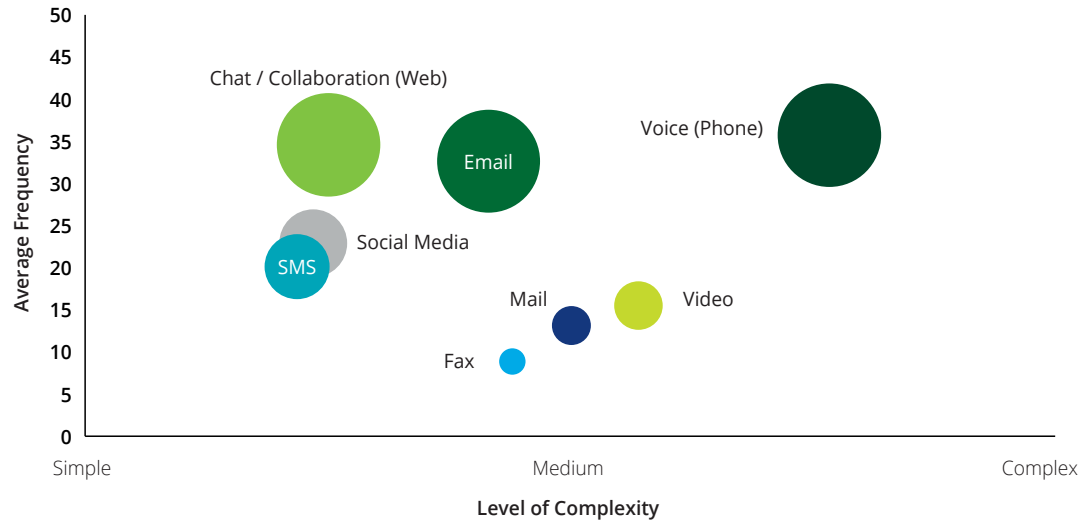 50
45
40
35
30
25
20
15
10
5
0
Average Frequency
Chat / Collaboration (Web)
Email
Voice (Phone)
Social Media
SMS
Mail
Video
Fax
Simple
Medium
Complex
Level of Complexity